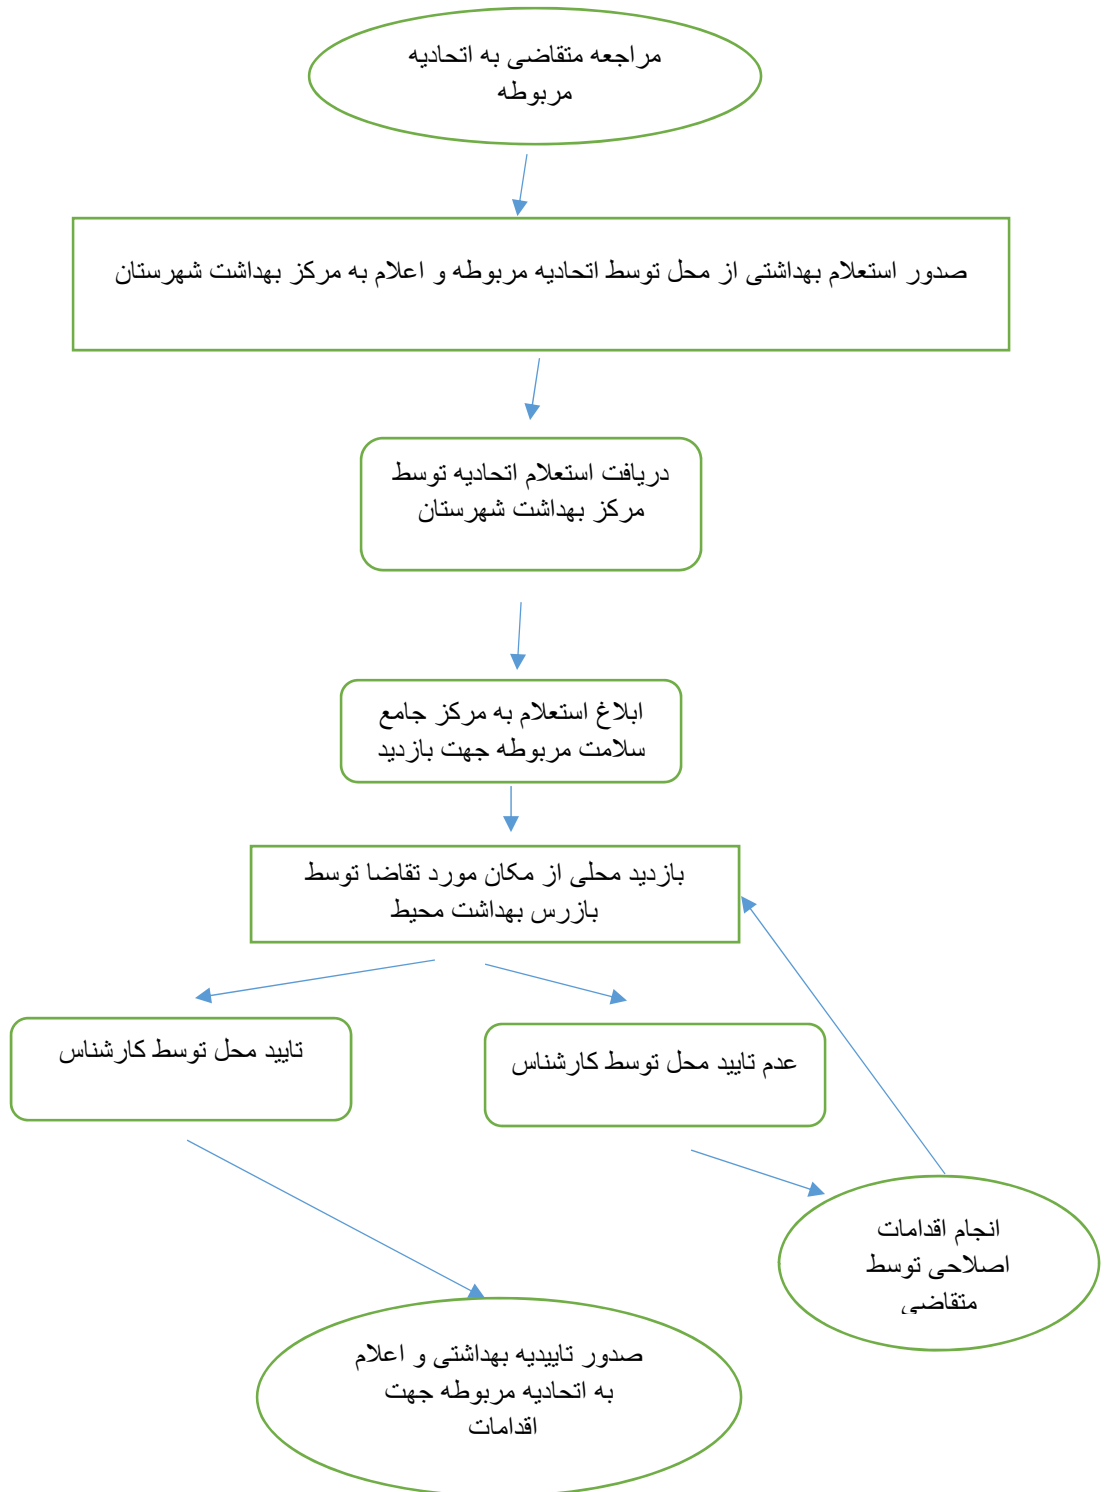 مراجعه متقاضی به اتحادیه
مربوطه
صدور استعلام بهداشتی از محل توسط اتحادیه مربوطه و اعلام به مرکز بهداشت شهرستان
دریافت استعلام اتحادیه توسط
مرکز بهداشت شهرستان
ابلاغ استعلام به مرکز جامع
سلامت مربوطه جهت بازدید
بازدید محلی از مکان مورد تقاضا توسط
بازرس بهداشت محیط
تایید محل توسط کارشناس
عدم تایید محل توسط کارشناس
انجام اقدامات
اصلاحی توسط
متقاضی
صدور تاییدیه بهداشتی و اعلام
به اتحادیه مربوطه جهت
اقدامات